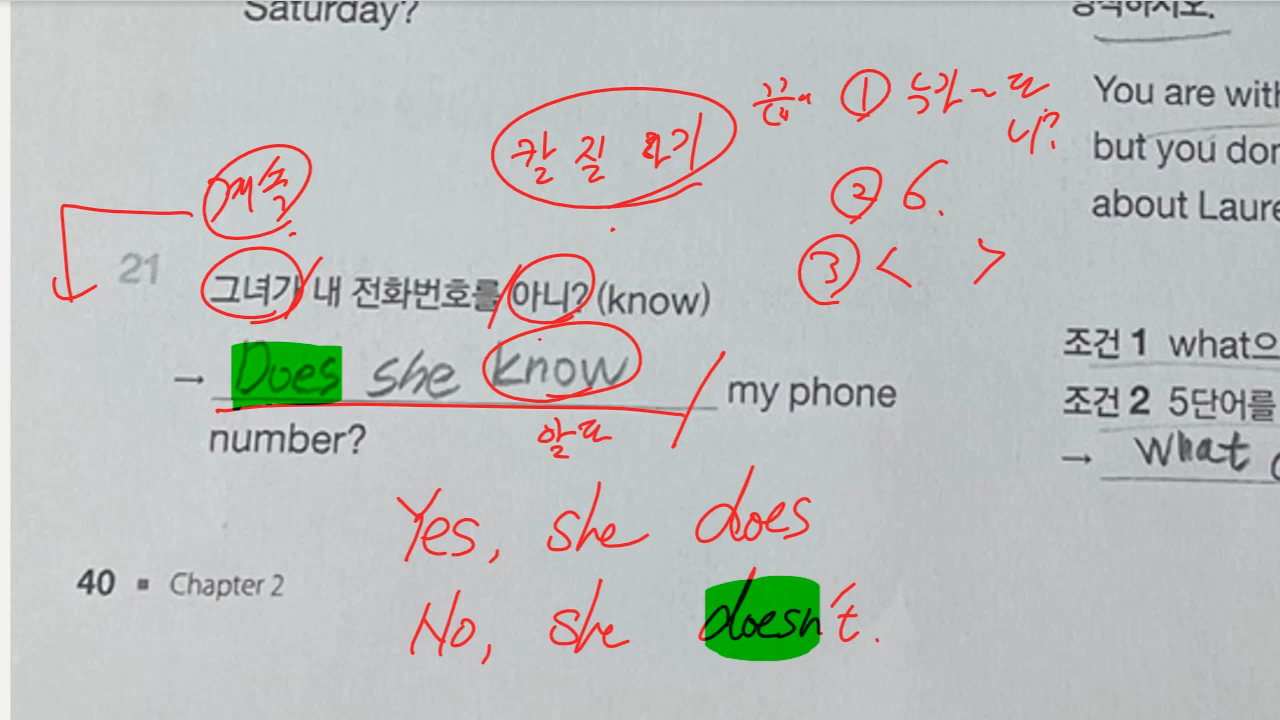 Saturday?
You are with
but you don
about Laure
칼질하기
① 누가~다
니?
② 6.
③ < >
계속
21
그녀가 / 내 전화번호를 / 아니? (know)
→ Does she know / my phone
number?
알다
조건 1 what으
조건 2 5단어를
→ What
Yes, she does
No, she doesn't.
40 ▪ Chapter 2